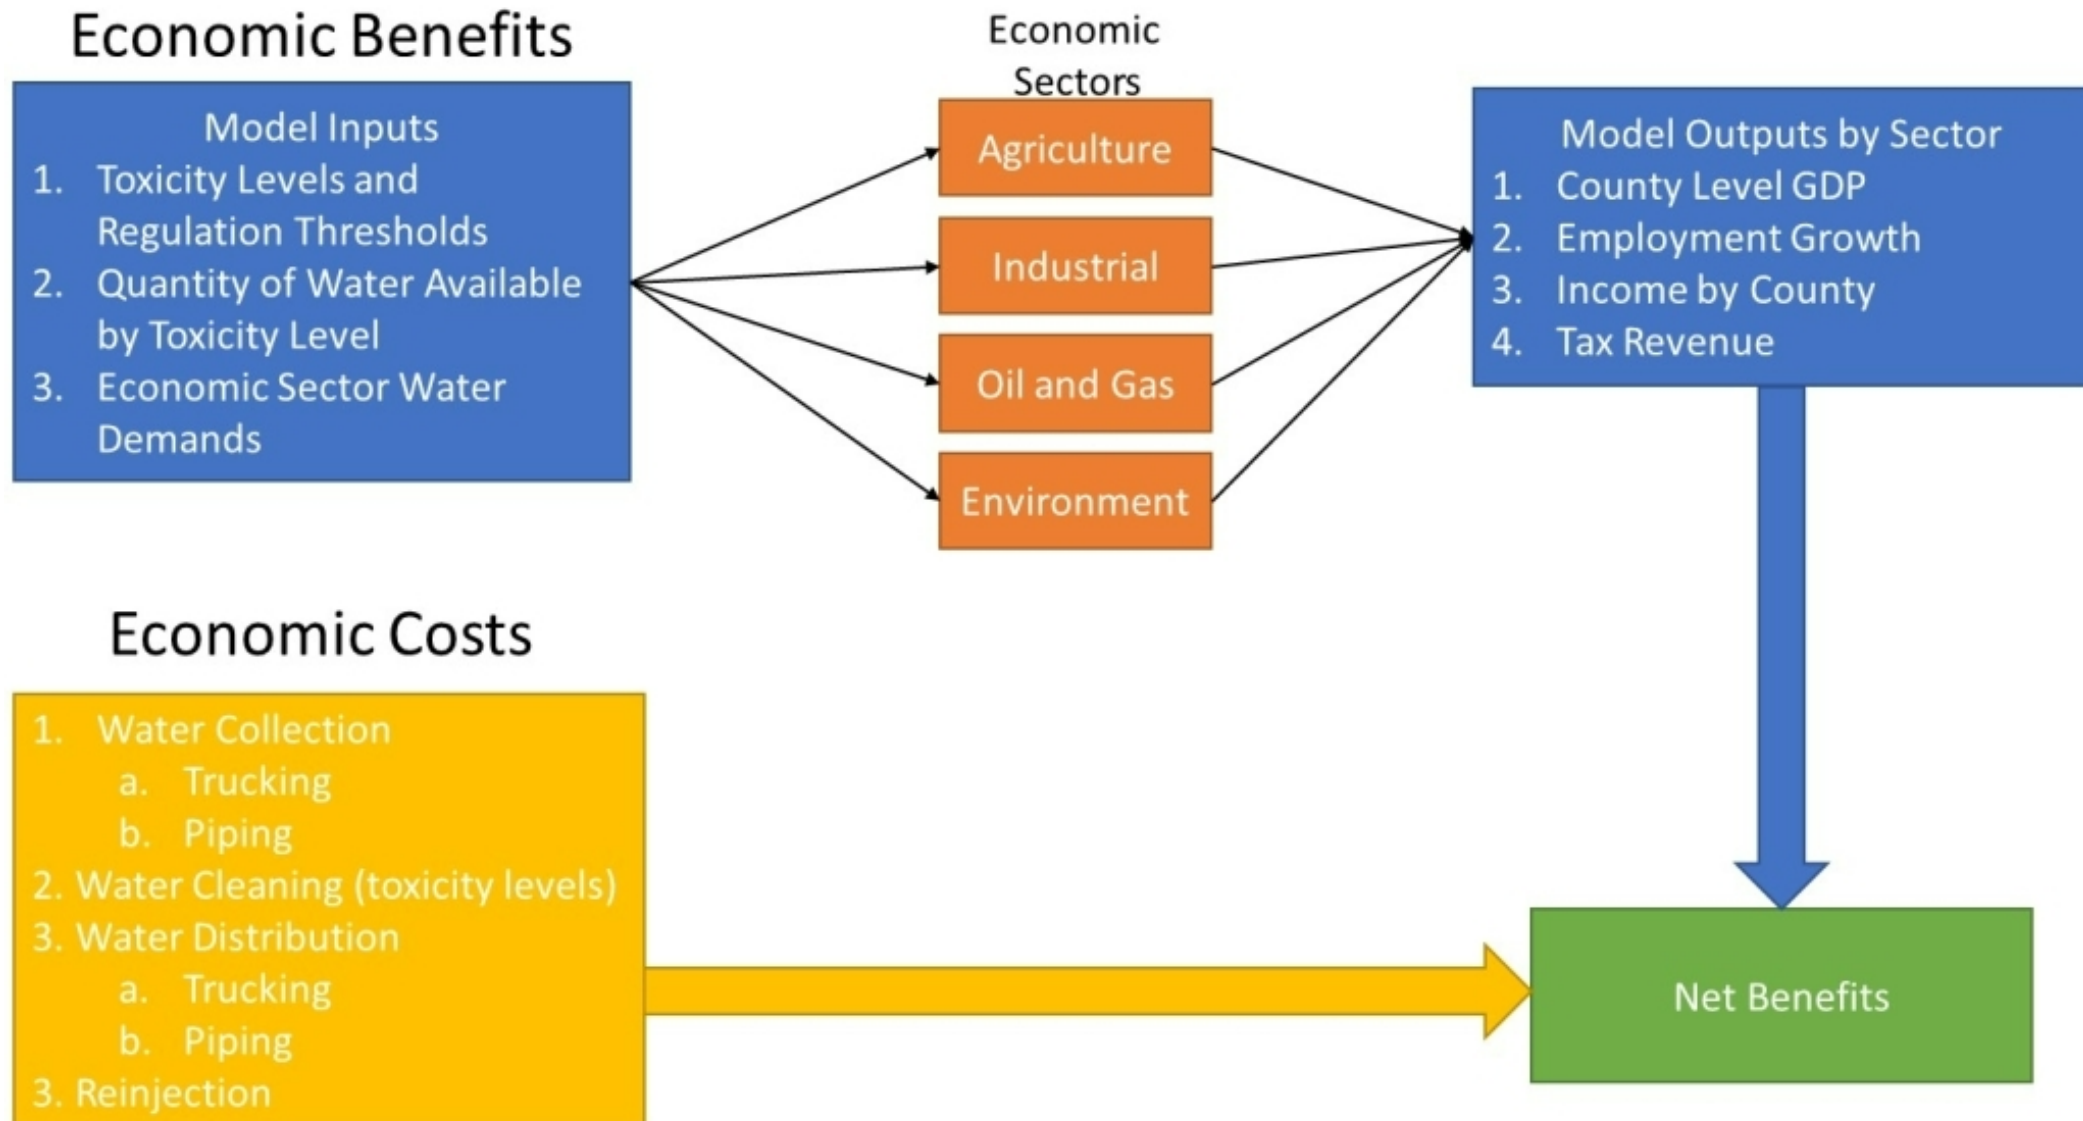 Economic Benefits
Model Inputs
1. Toxicity Levels and
Regulation Thresholds
2. Quantity of Water Available
by Toxicity Level
3. Economic Sector Water
Demands
Economic
Sectors
Agriculture
Industrial
Oil and Gas
Environment
Model Outputs by Sector
1. County Level GDP
2. Employment Growth
3. Income by County
4. Tax Revenue
Economic Costs
1. Water Collection
a. Trucking
b. Piping
2. Water Cleaning (toxicity levels)
3. Water Distribution
a. Trucking
b. Piping
3. Reinjection
Net Benefits